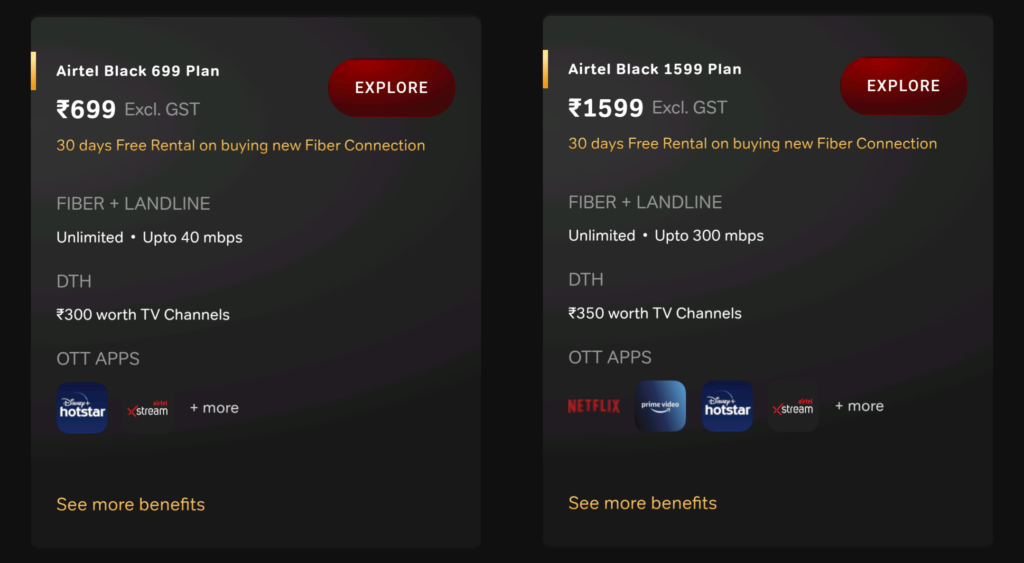 Airtel Black 699 Plan
EXPLORE
₹699 Excl. GST
30 days Free Rental on buying new Fiber Connection
FIBER + LANDLINE
Unlimited • Upto 40 mbps
DTH
₹300 worth TV Channels
OTT APPS
Disney+
hotstar
airtel
Xstream
+ more
See more benefits
Airtel Black 1599 Plan
EXPLORE
₹1599 Excl. GST
30 days Free Rental on buying new Fiber Connection
FIBER + LANDLINE
Unlimited • Upto 300 mbps
DTH
₹350 worth TV Channels
OTT APPS
NETFLIX
prime video
Disney+
hotstar
airtel
Xstream
+ more
See more benefits